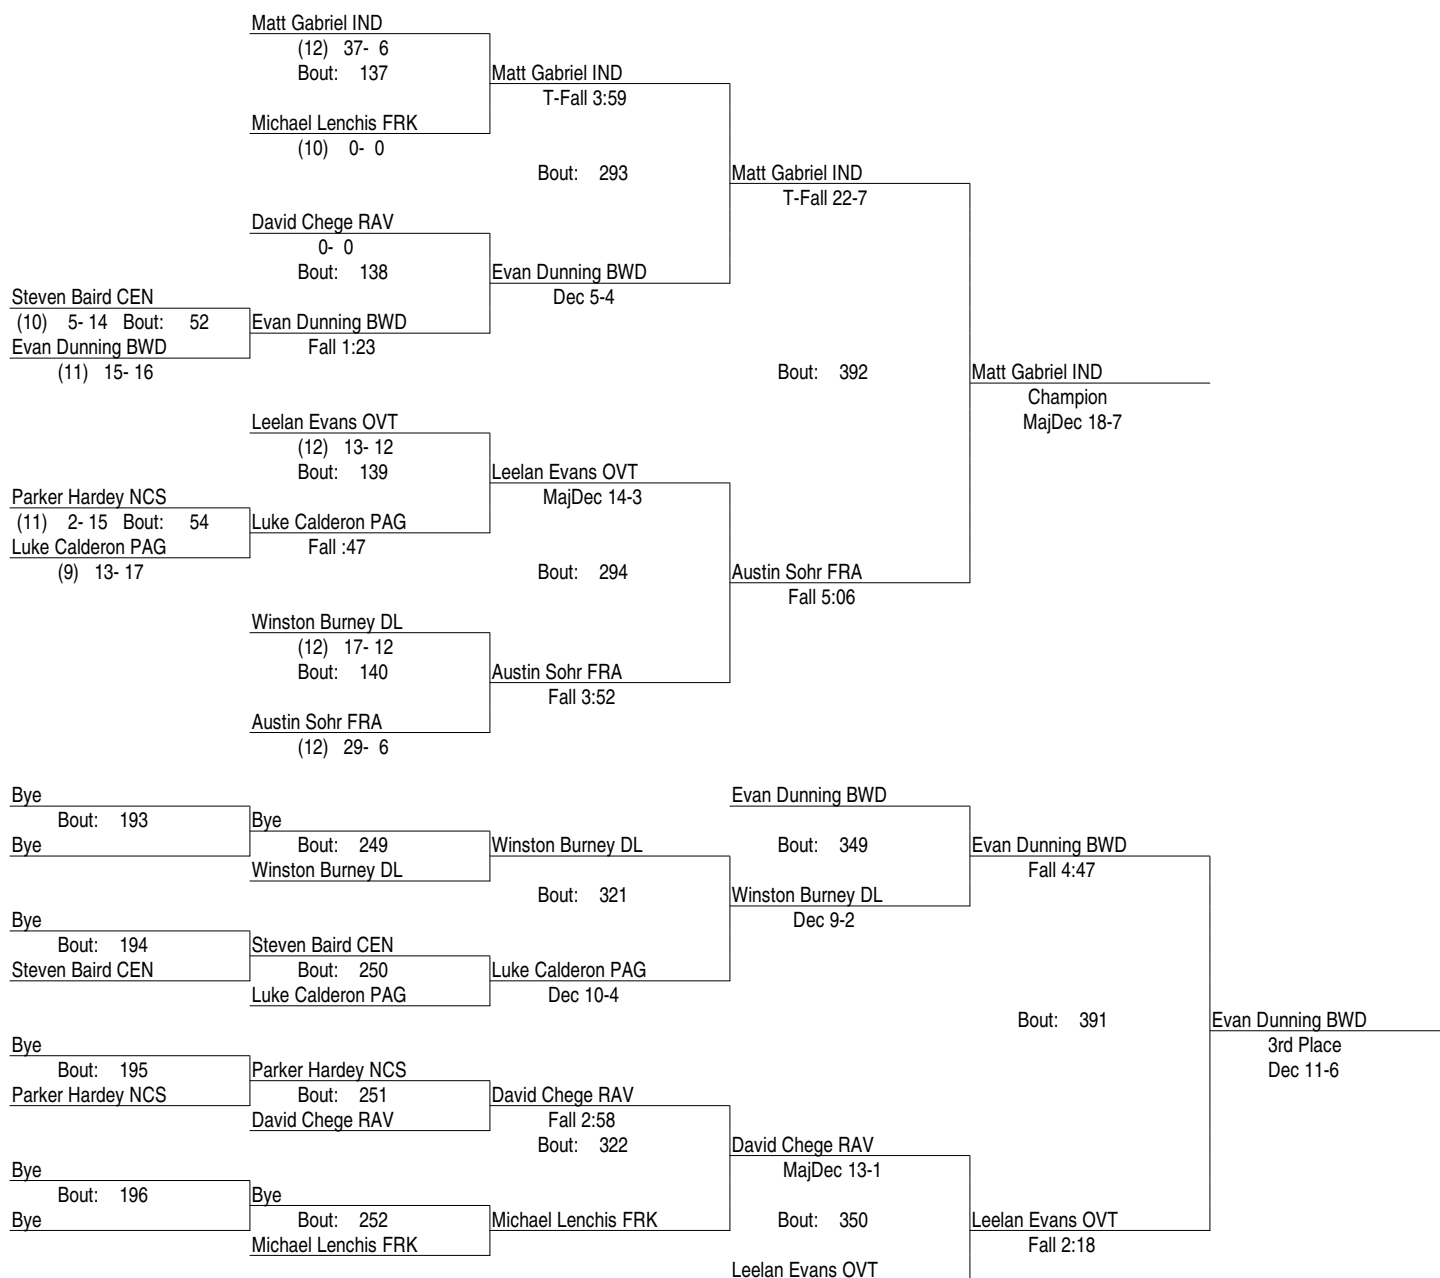 Matt Gabriel IND
(12) 37- 6
Bout: 137
Matt Gabriel IND
T-Fall 3:59
Michael Lenchis FRK
(10) 0- 0
Bout: 293
Matt Gabriel IND
T-Fall 22-7
David Chege RAV
0- 0
Bout: 138
Evan Dunning BWD
Dec 5-4
Steven Baird CEN
(10) 5- 14 Bout: 52
Evan Dunning BWD
Evan Dunning BWD
Fall 1:23
(11) 15- 16
Bout: 392
Matt Gabriel IND
Champion
MajDec 18-7
Leelan Evans OVT
(12) 13- 12
Bout: 139
Leelan Evans OVT
MajDec 14-3
Parker Hardey NCS
(11) 2- 15 Bout: 54
Luke Calderon PAG
Luke Calderon PAG
Fall :47
(9) 13- 17
Bout: 294
Austin Sohr FRA
Fall 5:06
Winston Burney DL
(12) 17- 12
Bout: 140
Austin Sohr FRA
Fall 3:52
Austin Sohr FRA
(12) 29- 6
Bye
Bout: 193
Bye
Bye
Bout: 249
Winston Burney DL
Winston Burney DL
Evan Dunning BWD
Bout: 349
Evan Dunning BWD
Fall 4:47
Bout: 321
Winston Burney DL
Dec 9-2
Bye
Bout: 194
Steven Baird CEN
Steven Baird CEN
Bout: 250
Luke Calderon PAG
Luke Calderon PAG
Dec 10-4
Bout: 391
Evan Dunning BWD
3rd Place
Dec 11-6
Bye
Bout: 195
Parker Hardey NCS
Parker Hardey NCS
Bout: 251
David Chege RAV
David Chege RAV
Fall 2:58
Bout: 322
David Chege RAV
MajDec 13-1
Bye
Bout: 196
Bye
Bye
Bout: 252
Michael Lenchis FRK
Michael Lenchis FRK
Bout: 350
Leelan Evans OVT
Fall 2:18
Leelan Evans OVT